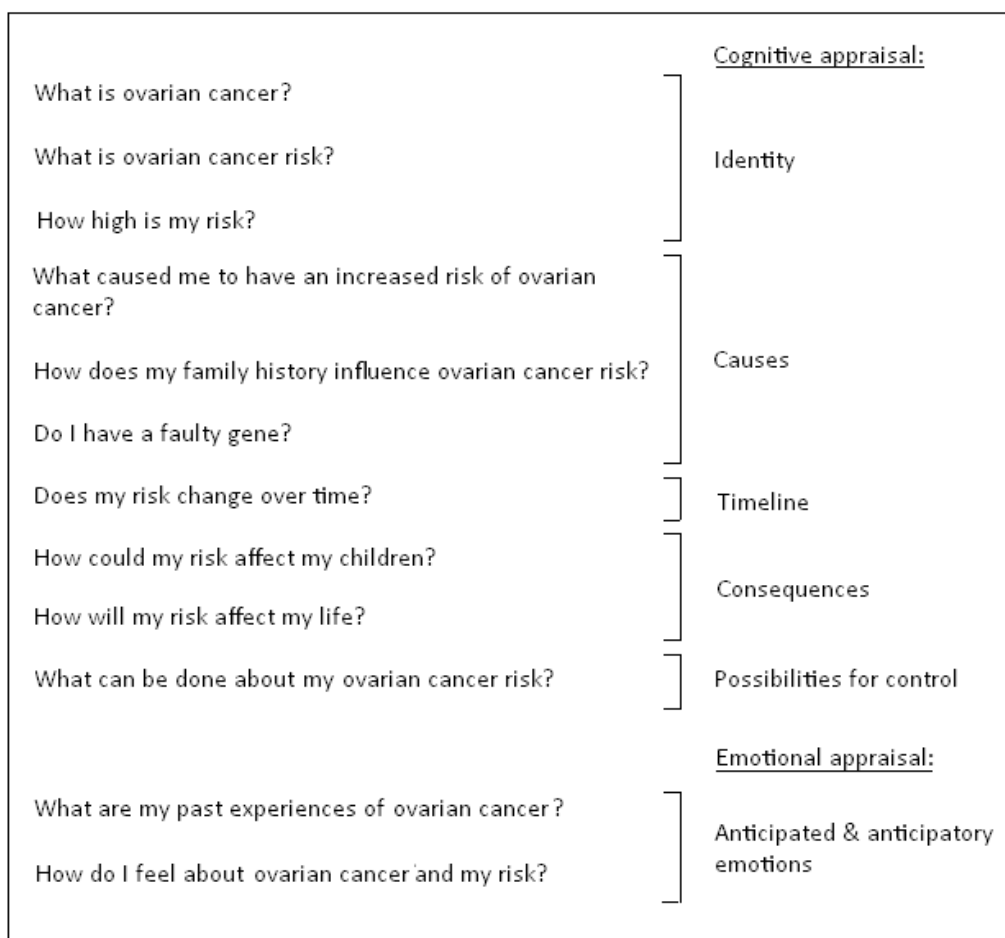 Cognitive appraisal:
What is ovarian cancer?
What is ovarian cancer risk?
Identity
How high is my risk?
What caused me to have an increased risk of ovarian
cancer?
How does my family history influence ovarian cancer risk?
Causes
Do I have a faulty gene?
Does my risk change over time?
Timeline
How could my risk affect my children?
Consequences
How will my risk affect my life?
What can be done about my ovarian cancer risk?
Possibilities for control
Emotional appraisal:
What are my past experiences of ovarian cancer?
How do I feel about ovarian cancer and my risk?
Anticipated & anticipatory
emotions